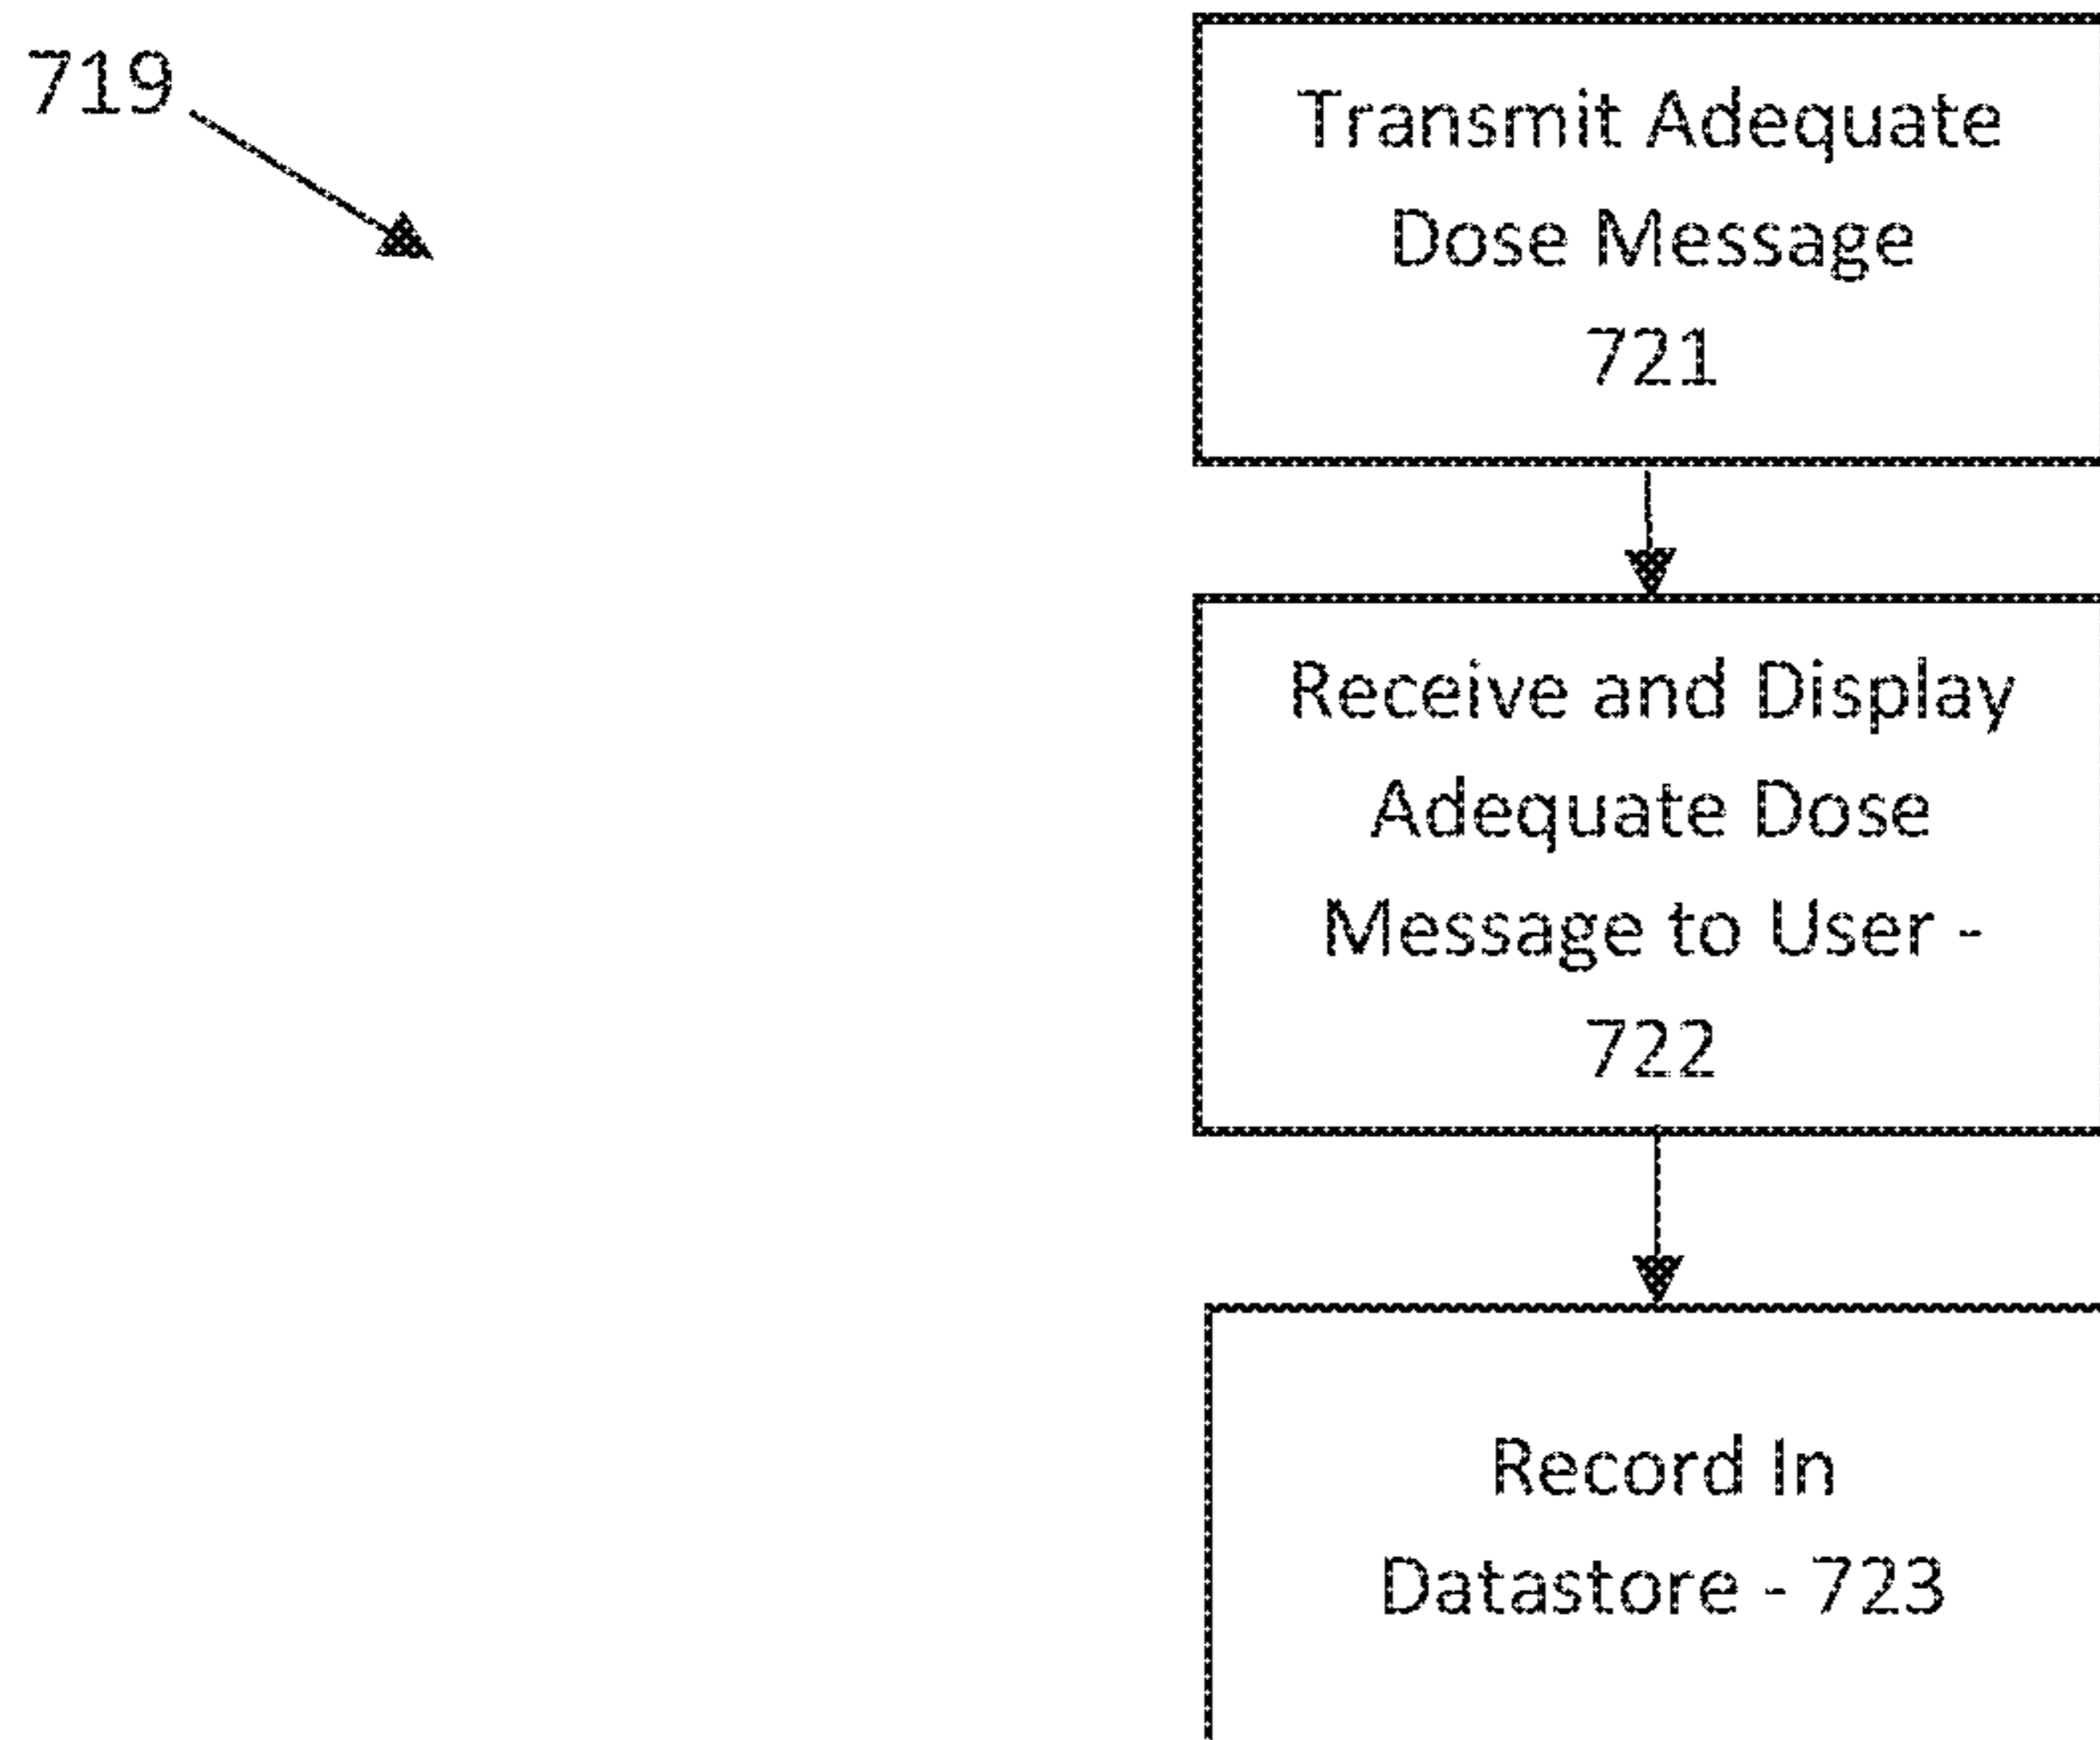 719
Transmit Adequate
Dose Message
721
Receive and Display
Adequate Dose
Message to User -
722
Record In
Datastore - 723